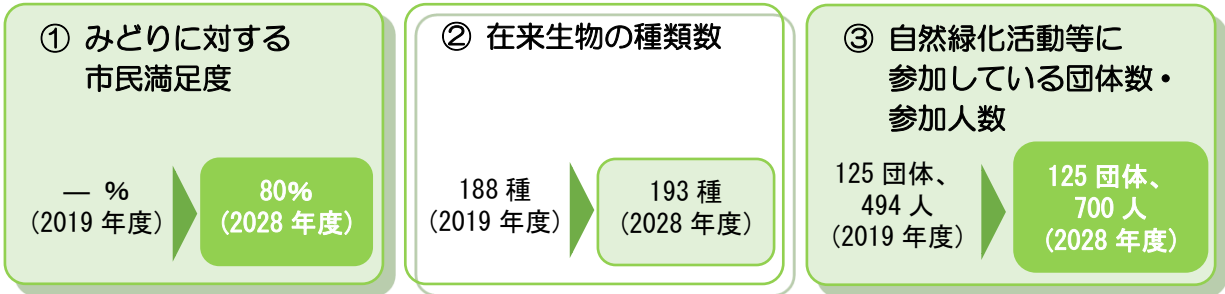 ① みどりに対する
市民満足度
― %
(2019 年度)
80%
(2028 年度)
② 在来生物の種類数
188 種
(2019 年度)
193 種
(2028 年度)
③ 自然緑化活動等に
参加している団体数・
参加人数
125 団体、
494 人
(2019 年度)
125 団体、
700 人
(2028 年度)